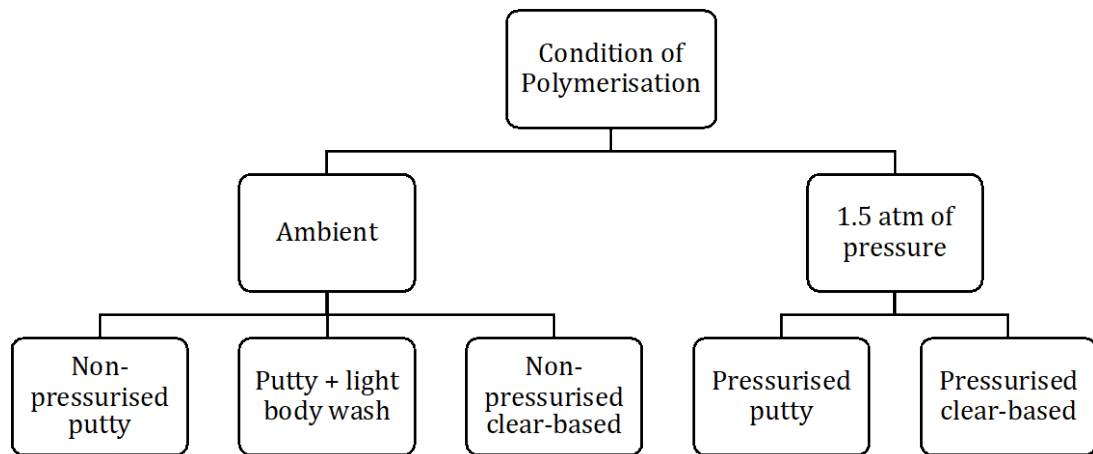 Condition of
Polymerisation
Ambient
1.5 atm of
pressure
Non-
pressurised
putty
Putty + light
body wash
Non-
pressurised
clear-based
Pressurised
putty
Pressurised
clear-based